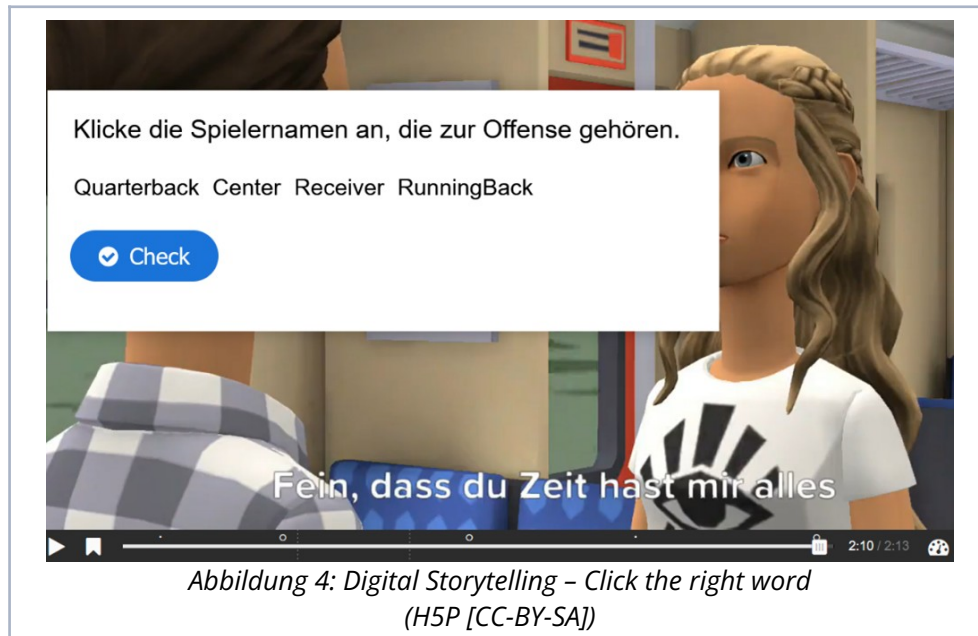 Klicke die Spielernamen an, die zur Offense gehören.
Quarterback Center Receiver RunningBack
Check
Fein, dass du Zeit hast mir alles
2:10 / 2:13
Abbildung 4: Digital Storytelling – Click the right word
(H5P [CC-BY-SA])